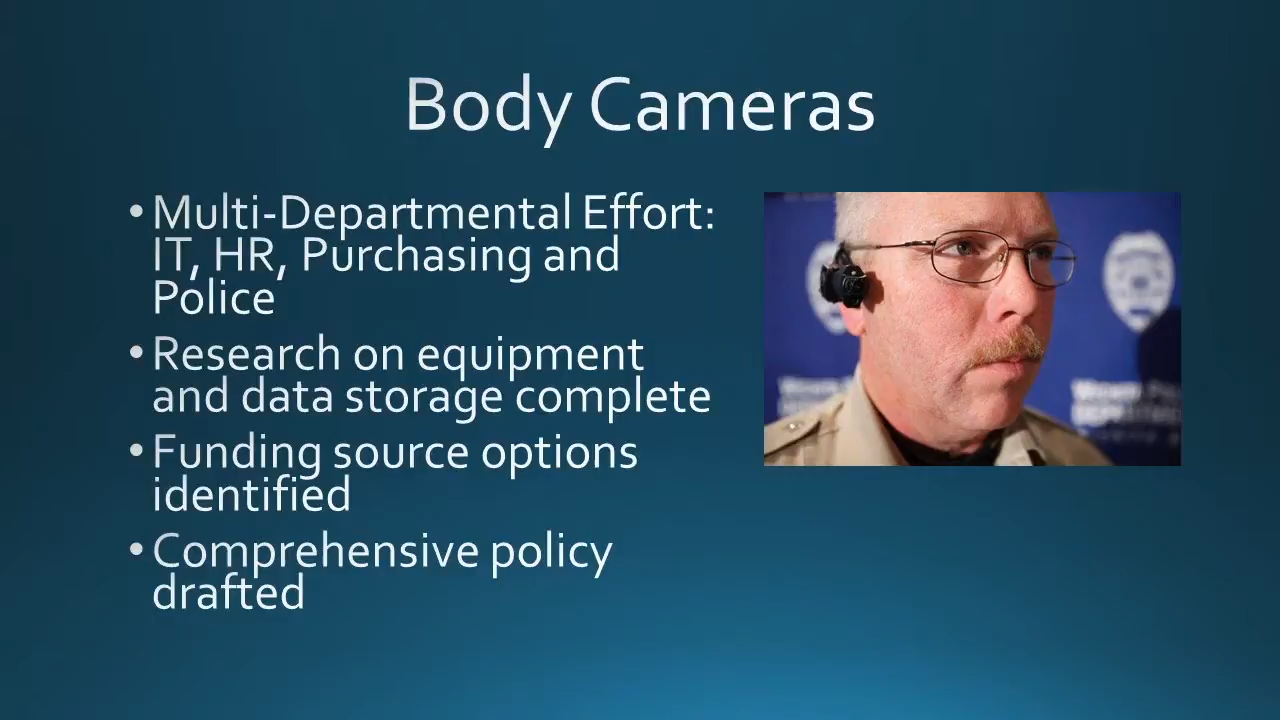 Body Cameras
• Multi-Departmental Effort:
IT, HR, Purchasing and
Police
• Research on equipment
and data storage complete
• Funding source options
identified
• Comprehensive policy
drafted